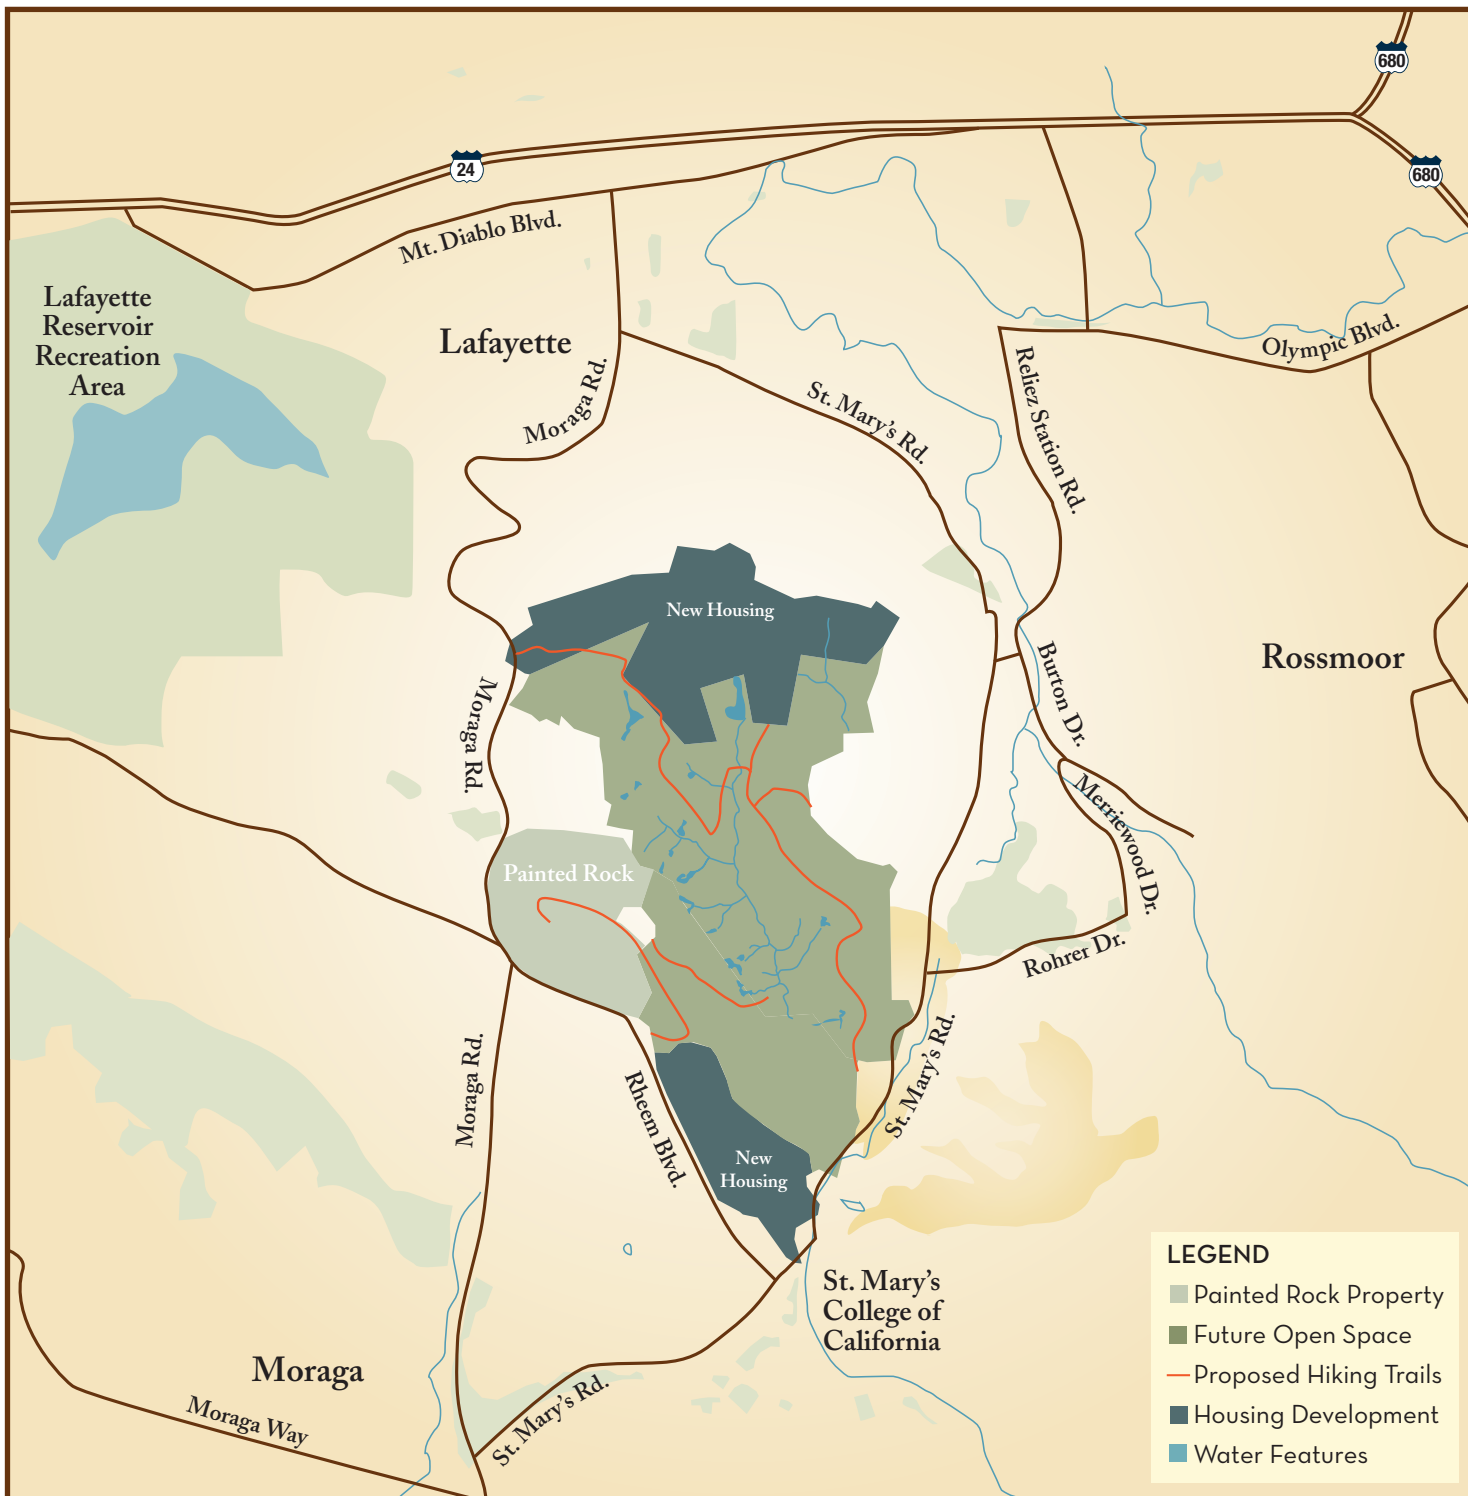 680
24
680
Mt. Diablo Blvd.
Lafayette
Reservoir
Recreation
Area
Lafayette
Moraga Rd.
St. Mary's Rd.
Reliez Station Rd.
Olympic Blvd.
New Housing
Burton Dr.
Rossmoor
Moraga Rd.
Merriewood Dr.
Painted Rock
Rohrer Dr.
Moraga Rd.
Rheem Blvd.
St. Mary's Rd.
New
Housing
St. Mary's
College of
California
Moraga
Moraga Way
St. Mary's Rd.
LEGEND
Painted Rock Property
Future Open Space
Proposed Hiking Trails
Housing Development
Water Features